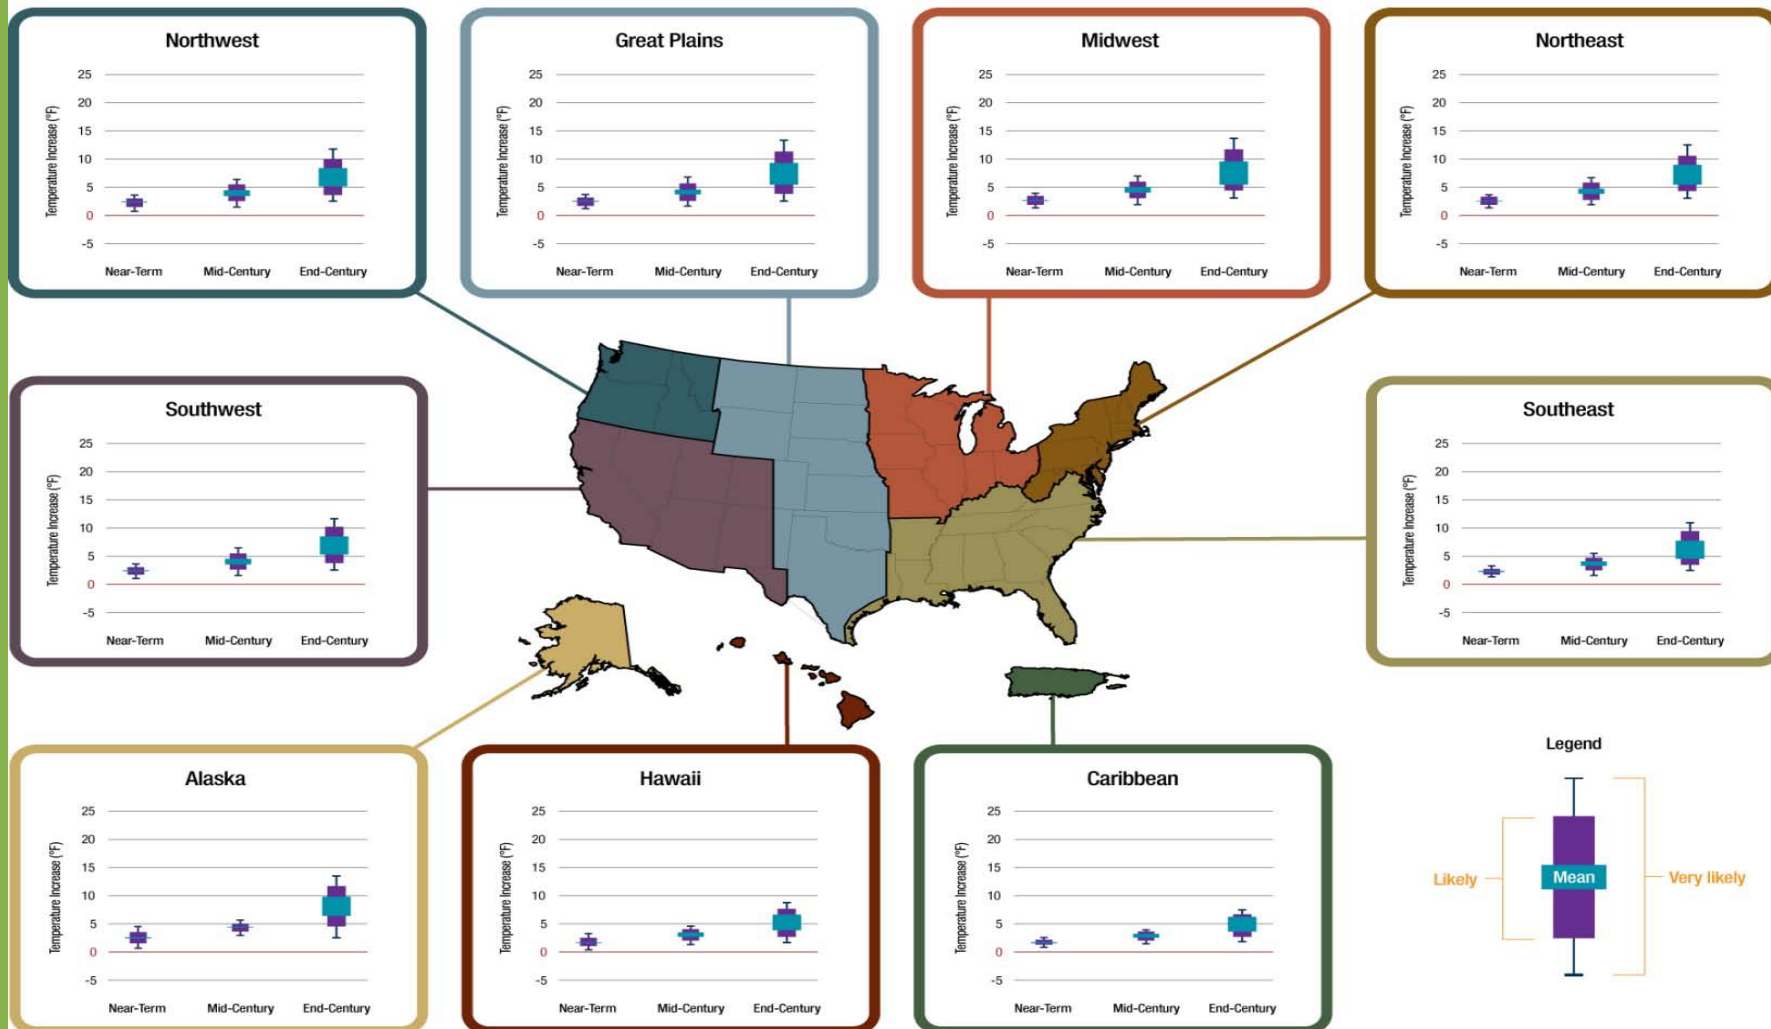 Northwest
Temperature Increase (°F)
25
20
15
10
5
0
-5
Near-Term Mid-Century End-Century
Great Plains
Temperature Increase (°F)
25
20
15
10
5
0
-5
Near-Term Mid-Century End-Century
Midwest
Temperature Increase (°F)
25
20
15
10
5
0
-5
Near-Term Mid-Century End-Century
Northeast
Temperature Increase (°F)
25
20
15
10
5
0
-5
Near-Term Mid-Century End-Century
Southwest
Temperature Increase (°F)
25
20
15
10
5
0
-5
Near-Term Mid-Century End-Century
Southeast
Temperature Increase (°F)
25
20
15
10
5
0
-5
Near-Term Mid-Century End-Century
Alaska
Temperature Increase (°F)
25
20
15
10
5
0
-5
Near-Term Mid-Century End-Century
Hawaii
Temperature Increase (°F)
25
20
15
10
5
0
-5
Near-Term Mid-Century End-Century
Caribbean
Temperature Increase (°F)
25
20
15
10
5
0
-5
Near-Term Mid-Century End-Century
Legend
Likely Mean Very likely